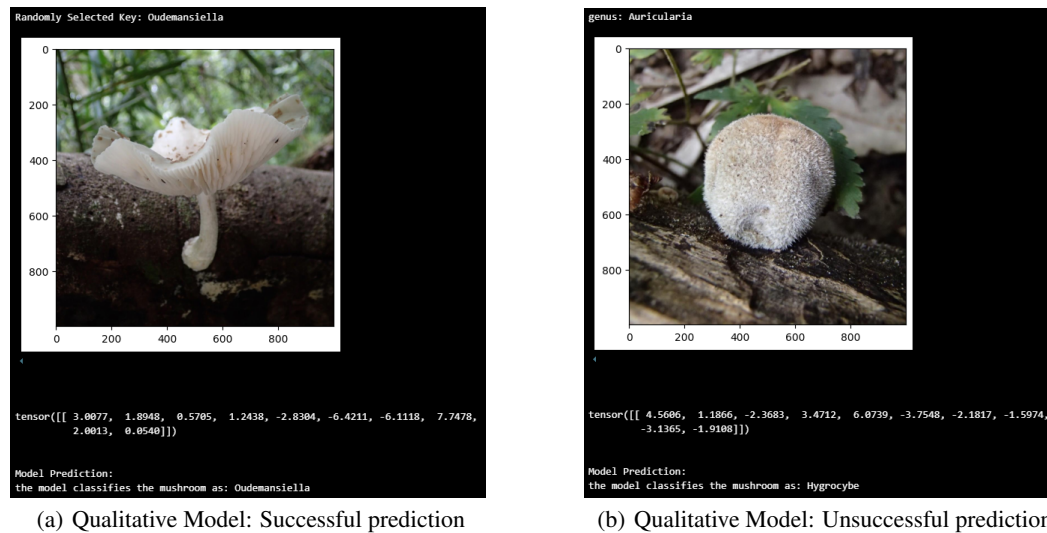 Randomly Selected Key: Oudemansiella
0
200
400
600
800
0 200 400 600 800
tensor([[ 3.0077, 1.8948, 0.5705, 1.2438, -2.8304, -6.4211, -6.1118, 7.7478,
2.0013, 0.0540]])
Model Prediction:
the model classifies the mushroom as: Oudemansiella
(a) Qualitative Model: Successful prediction
genus: Auricularia
0
200
400
600
800
0 200 400 600 800
tensor([[ 4.5606, 1.1866, -2.3683, 3.4712, 6.0739, -3.7548, -2.1817, -1.5974,
-3.1365, -1.9108]])
Model Prediction:
the model classifies the mushroom as: Hygrocybe
(b) Qualitative Model: Unsuccessful prediction